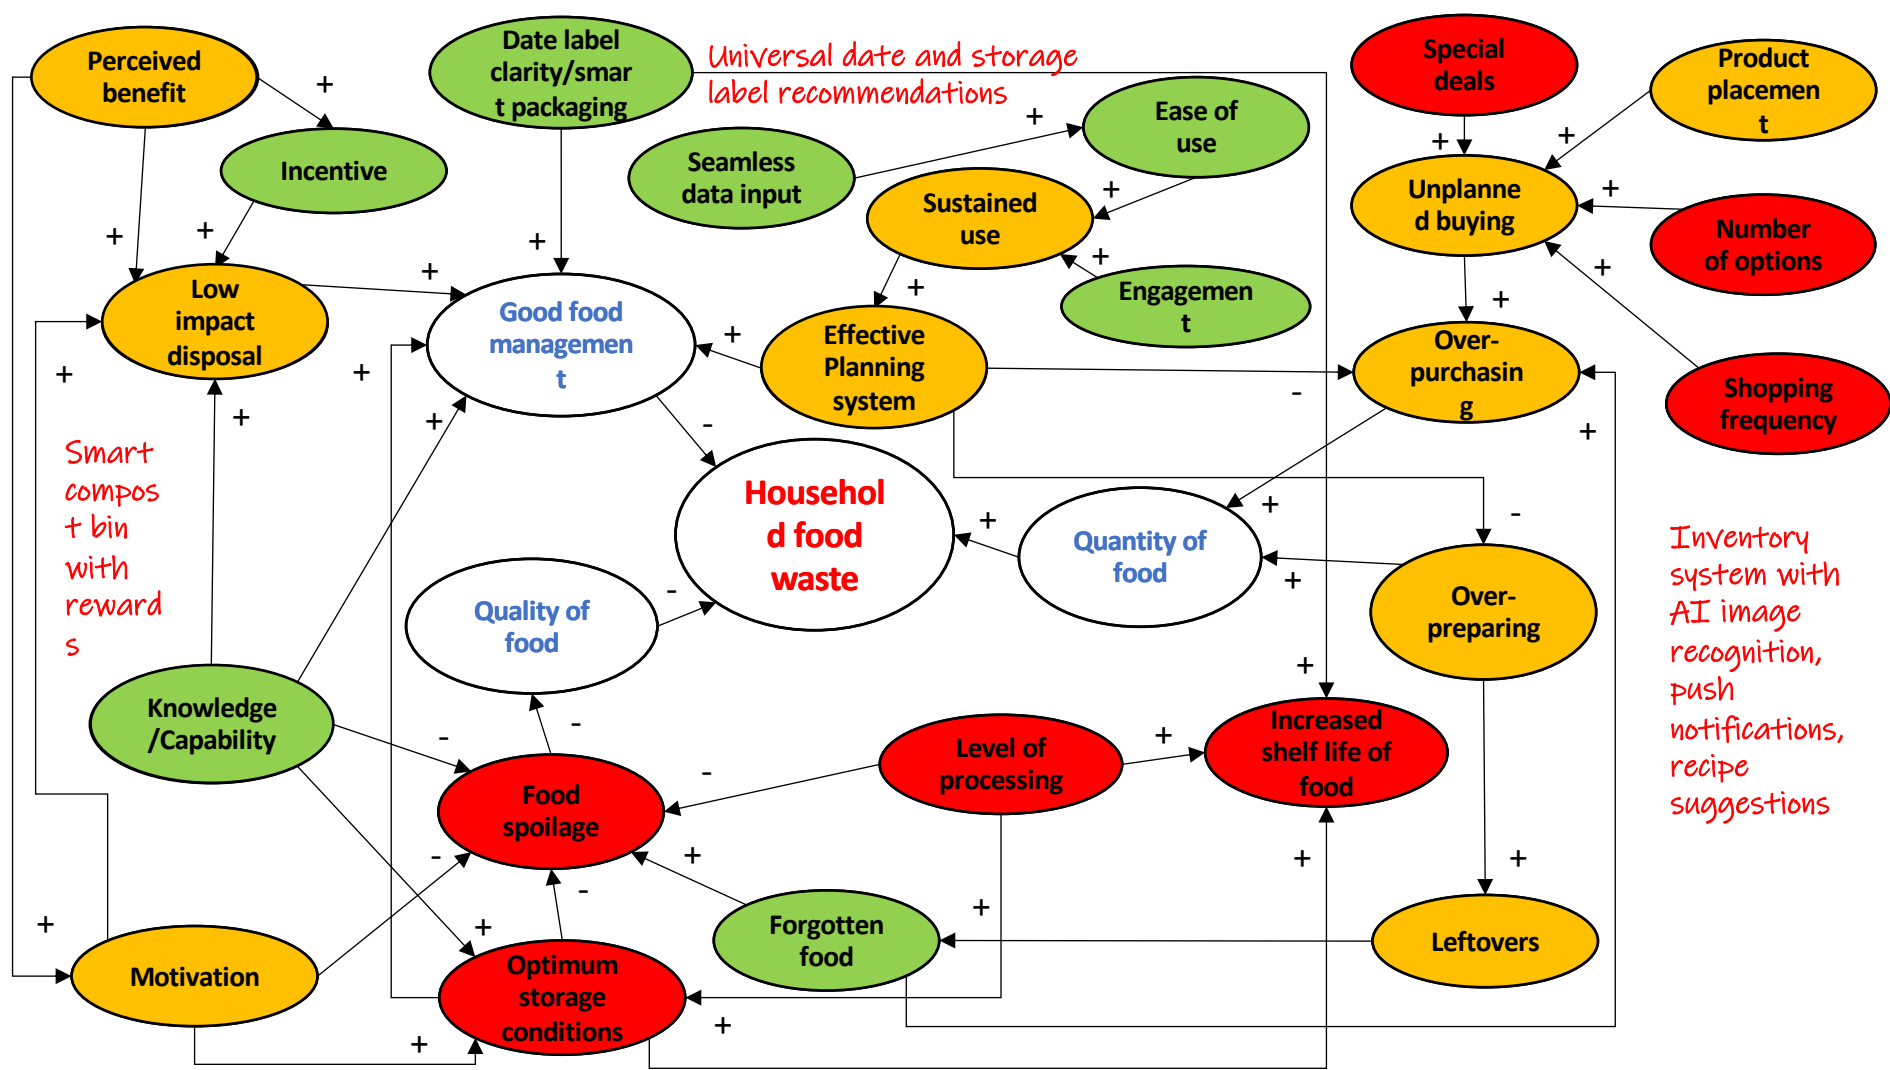 Perceived
benefit
+
Incentive
+
+
Date label
clarity/smar
t packaging
Universal date and storage
label recommendations
+
Seamless
data input
+
Ease of
use
+
Sustained
use
+
Engagemen
t
+
Special
deals
+
Product
placemen
t
+
Unplanne
d buying
+
Number
of options
+
Shopping
frequency
+
Low
impact
disposal
+
+
+
Good food
managemen
t
+
+
+
Effective
Planning
system
-
Over-
purchasin
g
+
+
-
Smart
compos
t bin
with
reward
s
Househol
d food
waste
-
+
Quantity of
food
+
-
Over-
preparing
Inventory
system with
AI image
recognition,
push
notifications,
recipe
suggestions
Quality of
food
-
Knowledge
/Capability
-
-
Food
spoilage
-
Level of
processing
+
+
Increased
shelf life of
food
+
+
-
+
-
+
Forgotten
food
+
Leftovers
+
Motivation
+
Optimum
storage
conditions
+
+